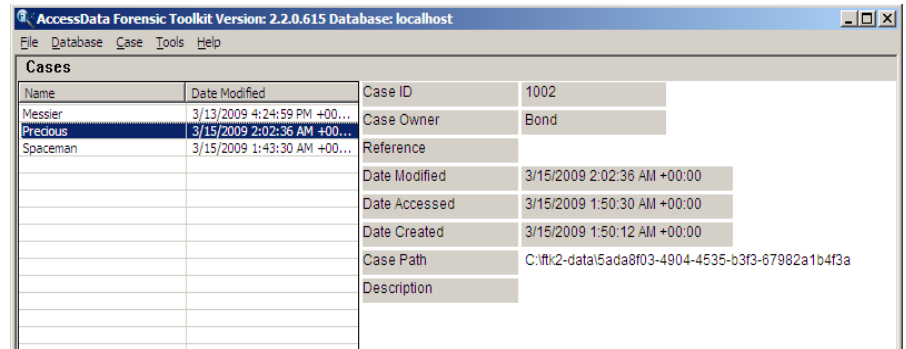 AccessData Forensic Toolkit Version: 2.2.0.615 Database: localhost
File Database Case Tools Help
Cases
Name Date Modified
Messier 3/13/2009 4:24:59 PM +00...
Precious 3/15/2009 2:02:36 AM +00...
Spaceman 3/15/2009 1:43:30 AM +00...
Case ID 1002
Case Owner Bond
Reference
Date Modified 3/15/2009 2:02:36 AM +00:00
Date Accessed 3/15/2009 1:50:30 AM +00:00
Date Created 3/15/2009 1:50:12 AM +00:00
Case Path C:\ftk2-data\5ada8f03-4904-4535-b3f3-67982a1b4f3a
Description